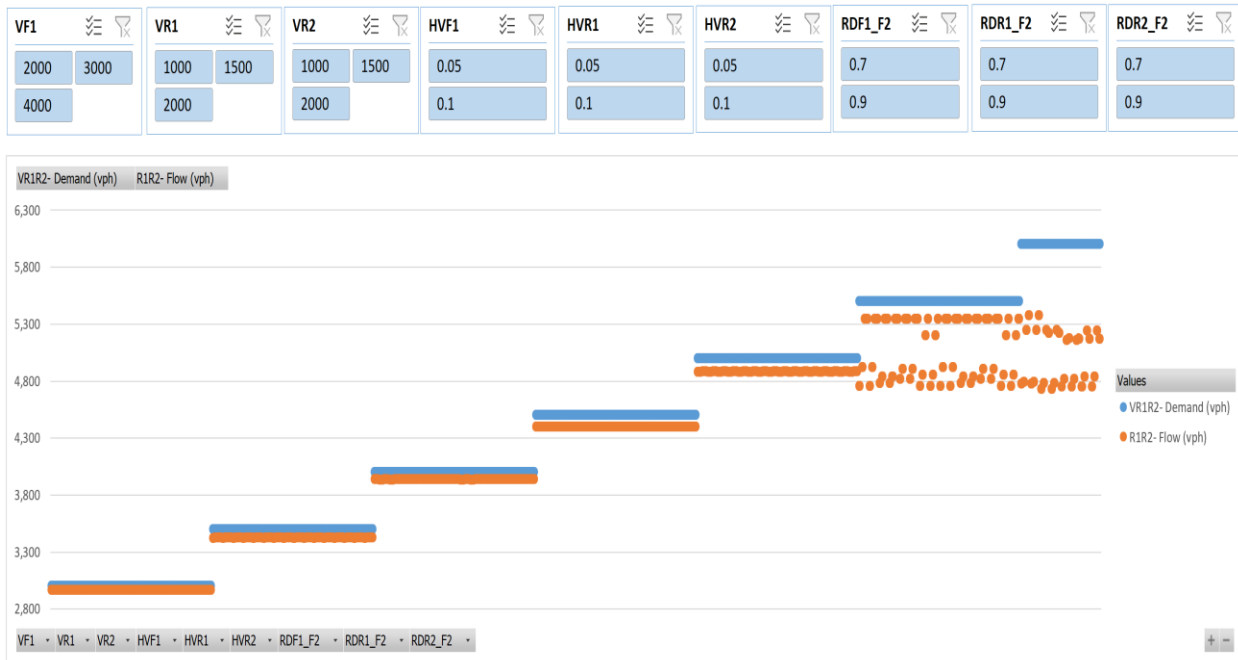 VF1 VR1 VR2 HVF1 HVR1 HVR2 RDF1_F2 RDR1_F2 RDR2_F2
2000 3000 1000 1500 1000 1500 0.05 0.05 0.05 0.7 0.7 0.7
4000 2000 2000 0.1 0.1 0.1 0.9 0.9 0.9
VR1R2- Demand (vph) R1R2- Flow (vph)
6,300
5,800
5,300
4,800
4,300
3,800
3,300
2,800
Values
VR1R2- Demand (vph)
R1R2- Flow (vph)
VF1 VR1 VR2 HVF1 HVR1 HVR2 RDF1_F2 RDR1_F2 RDR2_F2
+ −